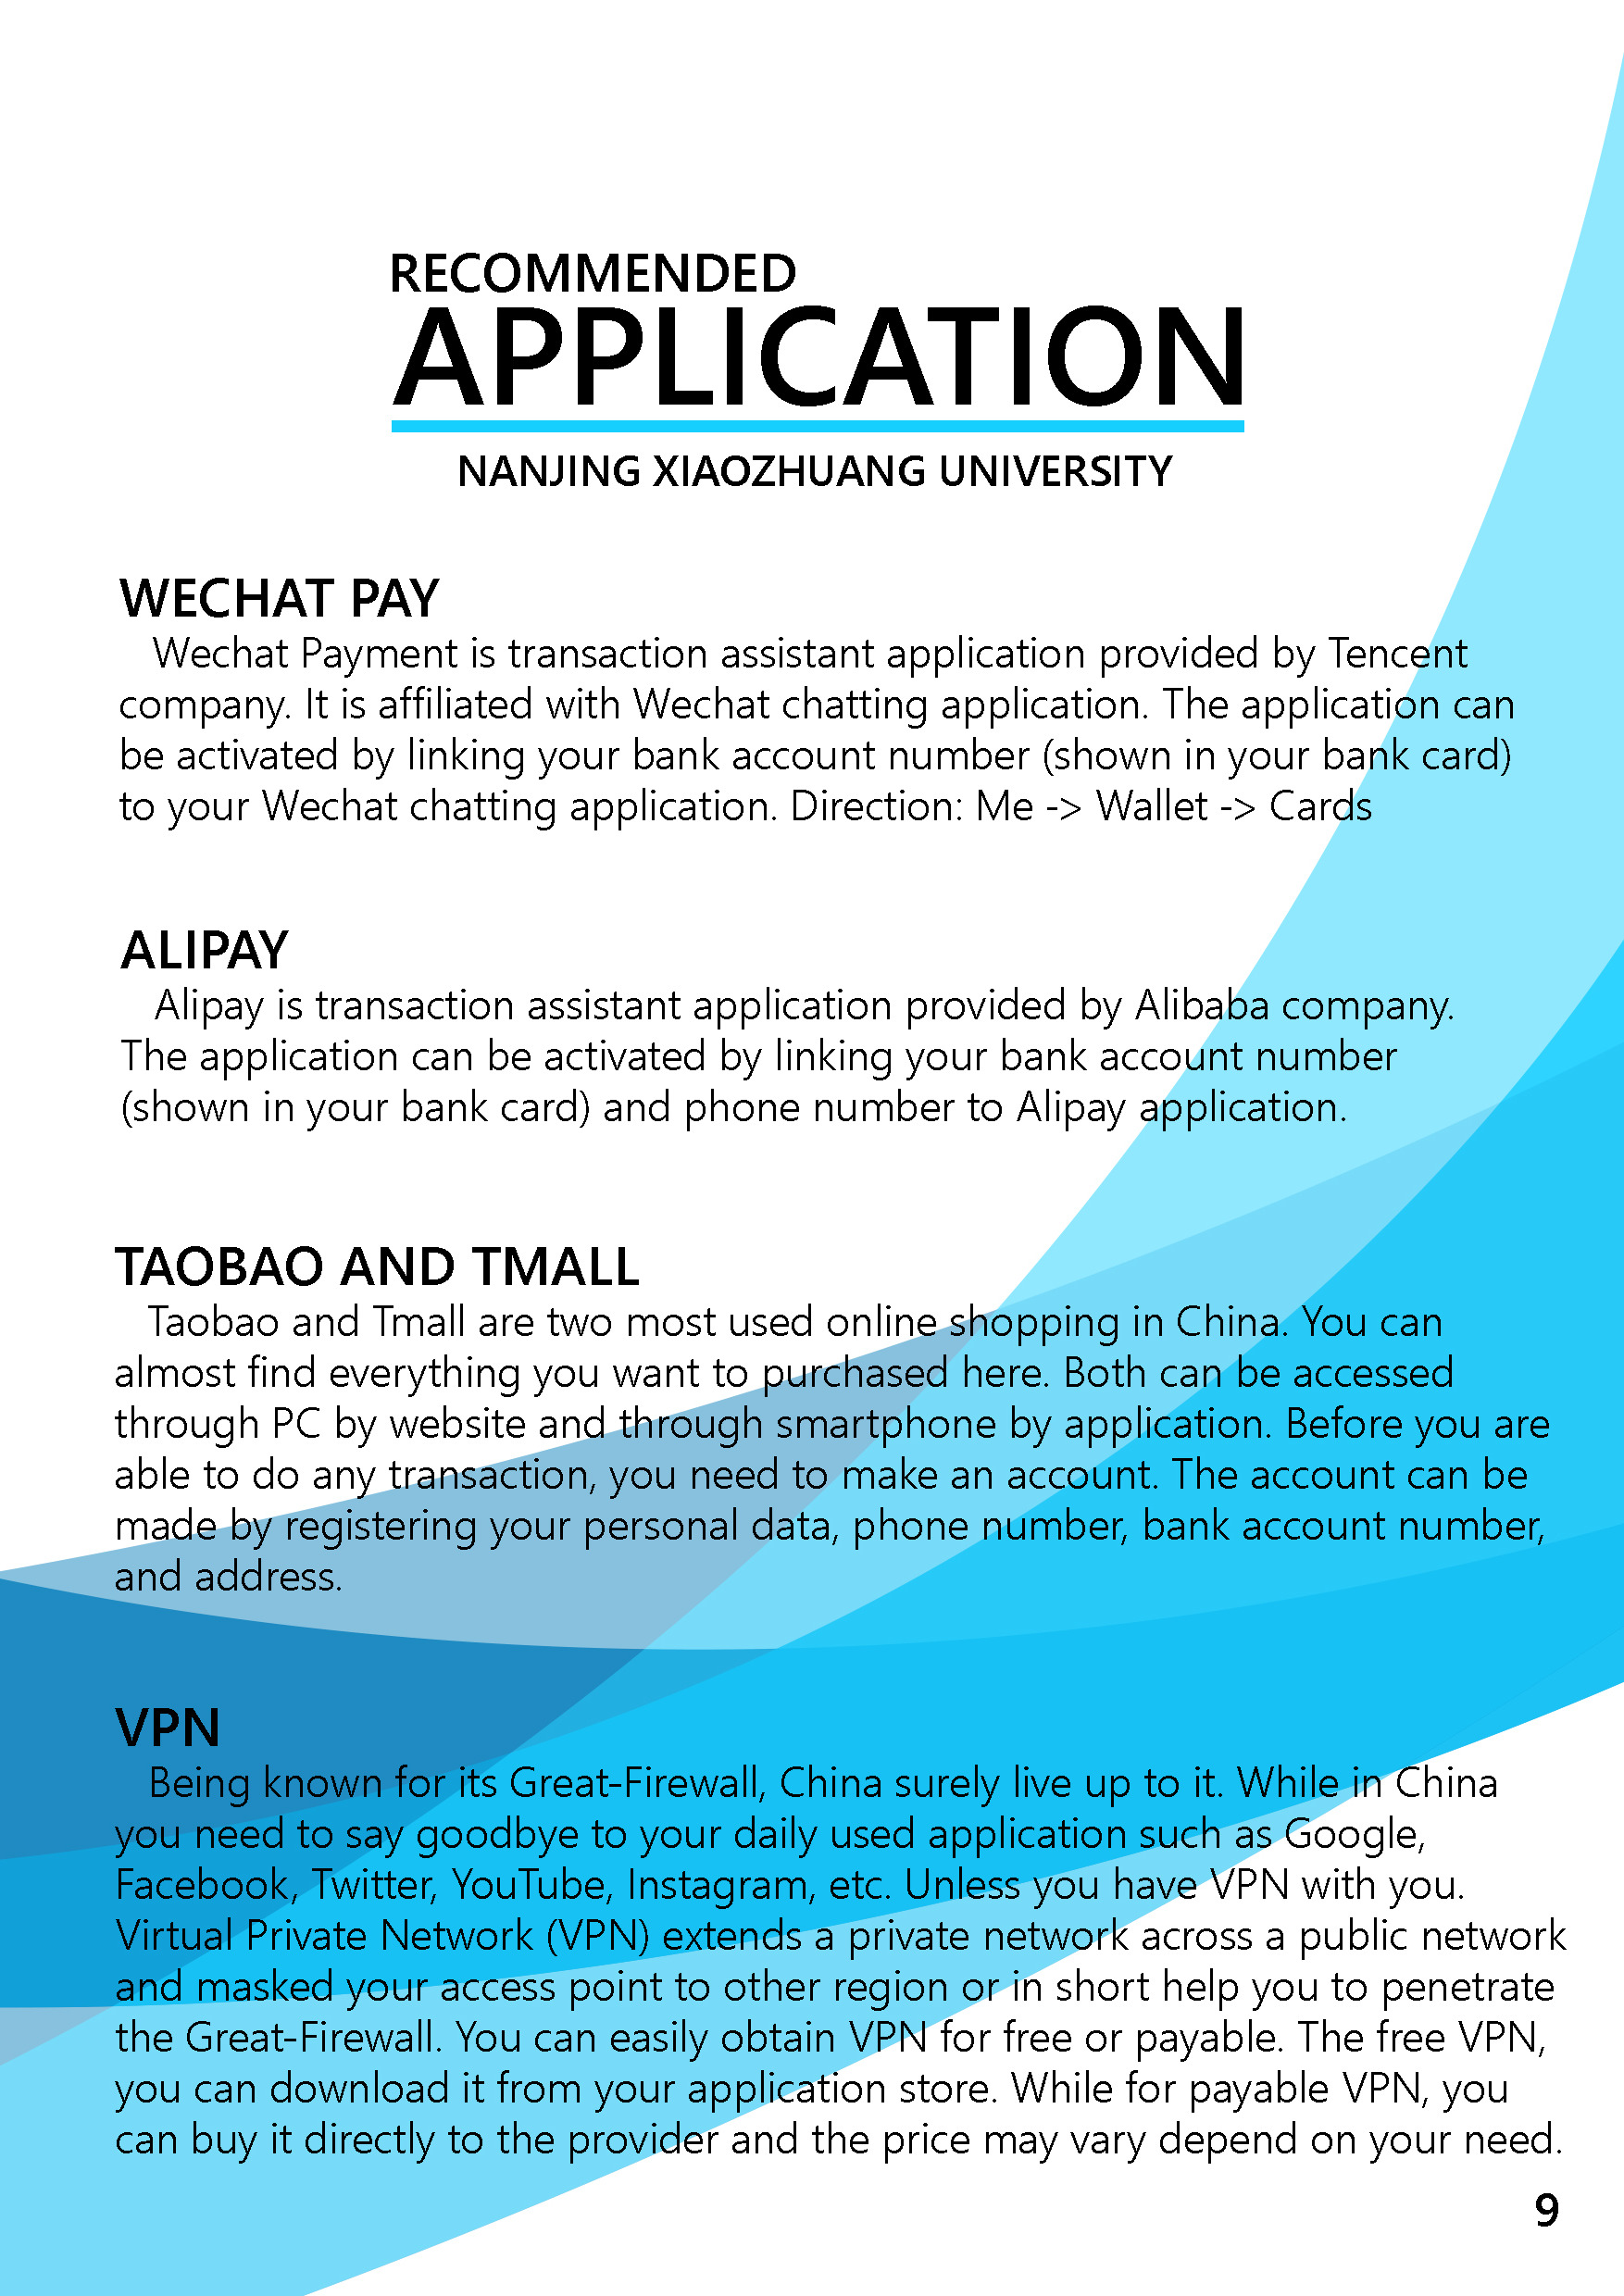 RECOMMENDED
APPLICATION
NANJING XIAOZHUANG UNIVERSITY
WECHAT PAY
Wechat Payment is transaction assistant application provided by Tencent
company. It is affiliated with Wechat chatting application. The application can
be activated by linking your bank account number (shown in your bank card)
to your Wechat chatting application. Direction: Me -> Wallet -> Cards
ALIPAY
Alipay is transaction assistant application provided by Alibaba company.
The application can be activated by linking your bank account number
(shown in your bank card) and phone number to Alipay application.
TAOBAO AND TMALL
Taobao and Tmall are two most used online shopping in China. You can
almost find everything you want to purchased here. Both can be accessed
through PC by website and through smartphone by application. Before you are
able to do any transaction, you need to make an account. The account can be
made by registering your personal data, phone number, bank account number,
and address.
VPN
Being known for its Great-Firewall, China surely live up to it. While in China
you need to say goodbye to your daily used application such as Google,
Facebook, Twitter, YouTube, Instagram, etc. Unless you have VPN with you.
Virtual Private Network (VPN) extends a private network across a public network
and masked your access point to other region or in short help you to penetrate
the Great-Firewall. You can easily obtain VPN for free or payable. The free VPN,
you can download it from your application store. While for payable VPN, you
can buy it directly to the provider and the price may vary depend on your need.
9